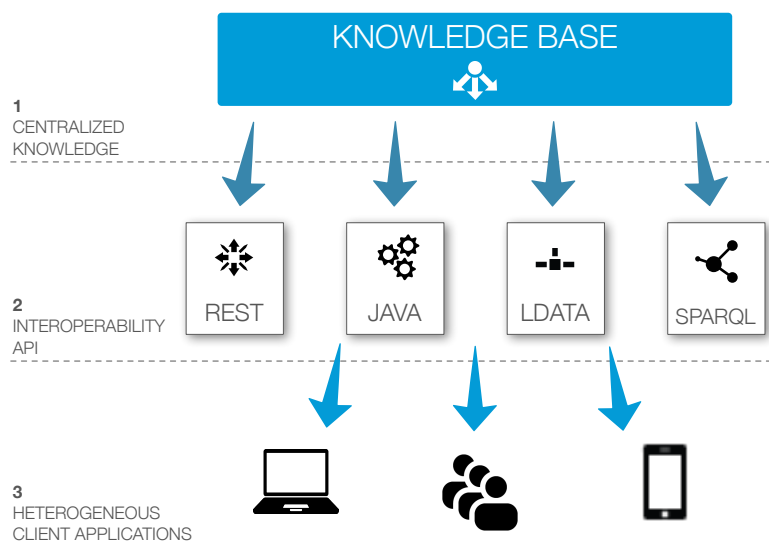 KNOWLEDGE BASE
1
CENTRALIZED
KNOWLEDGE
REST
JAVA
LDATA
SPARQL
2
INTEROPERABILITY
API
3
HETEROGENEOUS
CLIENT APPLICATIONS